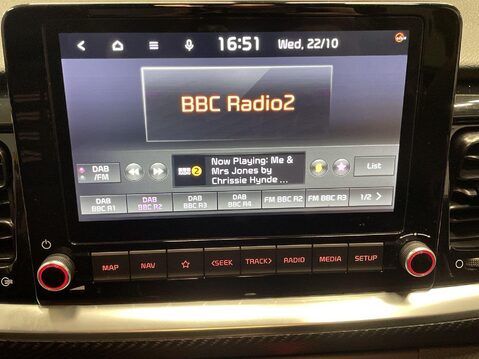 16:51 Wed, 22/10
BBC Radio2
DAB
/FM
2
Now Playing: Me &
Mrs Jones by
Chrissie Hynde ...
List
DAB
BBC R1
DAB
BBC R2
DAB
BBC R3
DAB
BBC R4
FM BBC R2
FM BBC R3
1/2 >
MAP NAV <SEEK TRACK> RADIO MEDIA SETUP